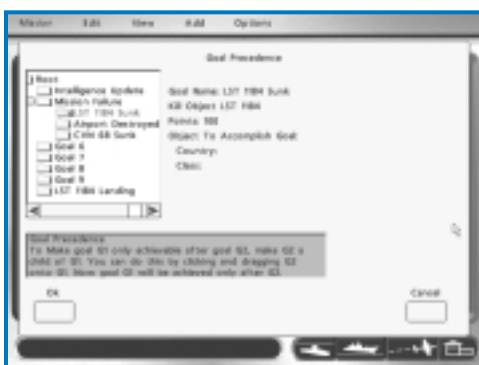 Mission Edit View Add Options
Goal Precedence
Root
Intelligence Update
Mission Failure
LST 1184 Sunk
Airport Destroyed
CVN 68 Sunk
Goal 6
Goal 7
Goal 8
Goal 9
LST 1184 Landing
Goal Name: LST 1184 Sunk
Kill Object LST 1184
Points: 100
Object To Accomplish Goal:
Country:
Class:
Goal Precedence
To Make goal G1 only achievable after goal G2, make G2 a
child of G1. You can do this by clicking and dragging G2
onto G1. Now goal G1 will be achieved only after G2.
Ok
Cancel